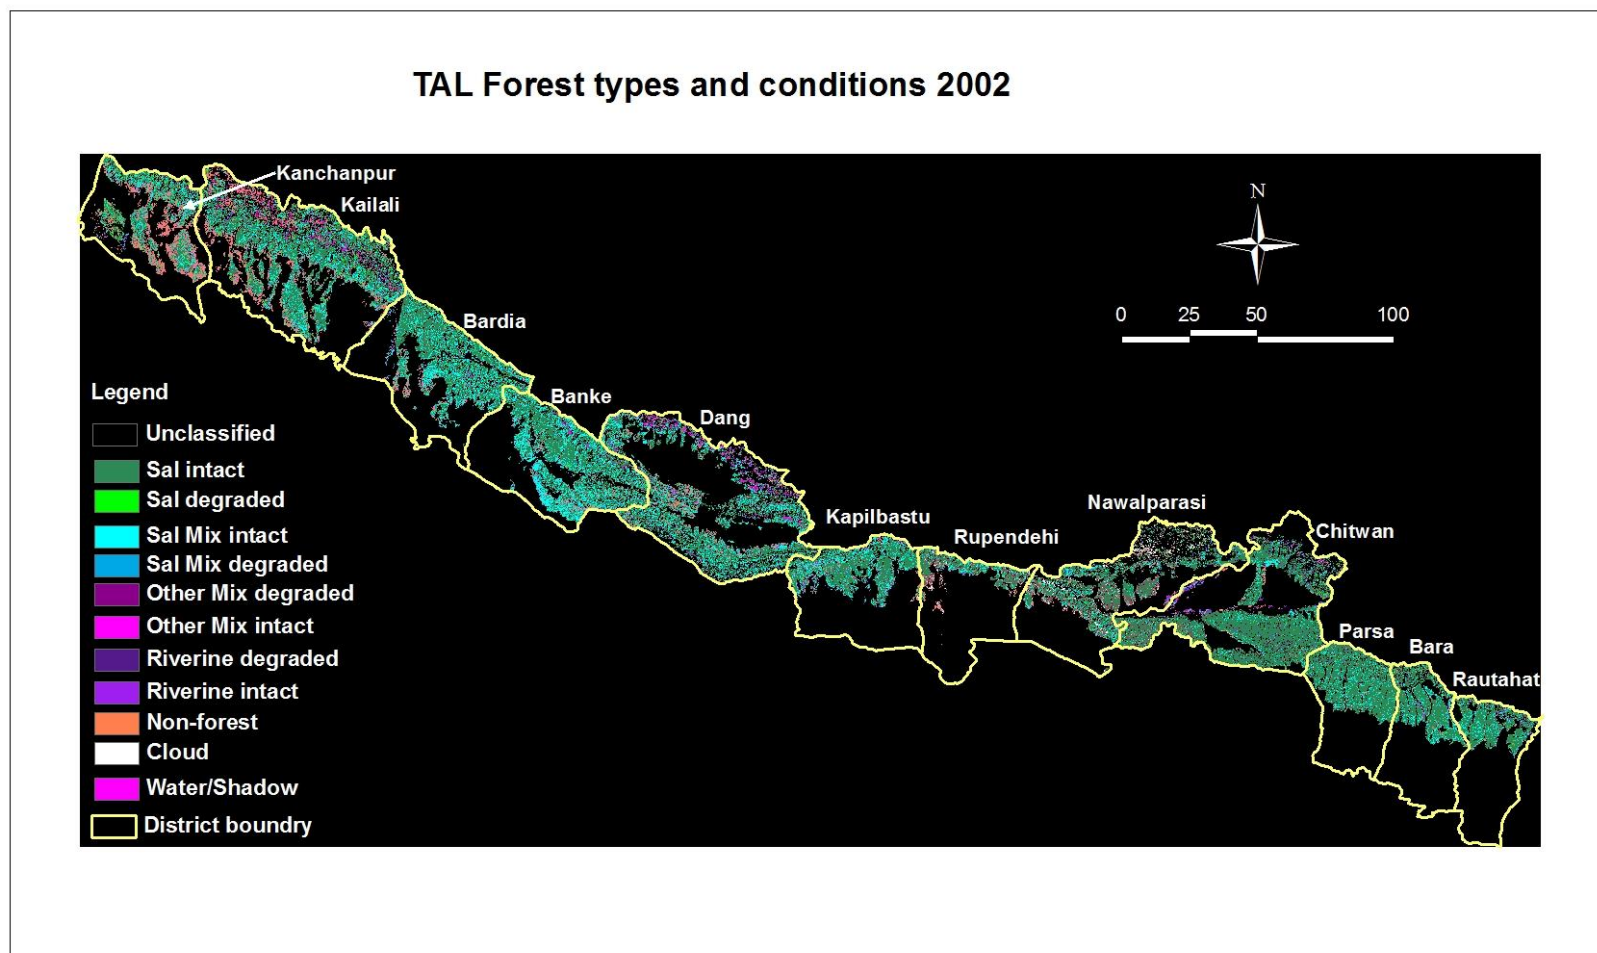 TAL Forest types and conditions 2002
Kanchanpur
Kailali
N
0 25 50 100
Bardia
Legend
Banke
Dang
Unclassified
Sal intact
Sal degraded
Nawalparasi
Kapilbastu
Rupendehi
Chitwan
Sal Mix intact
Sal Mix degraded
Other Mix degraded
Other Mix intact
Parsa
Bara
Riverine degraded
Rautahat
Riverine intact
Non-forest
Cloud
Water/Shadow
District boundry